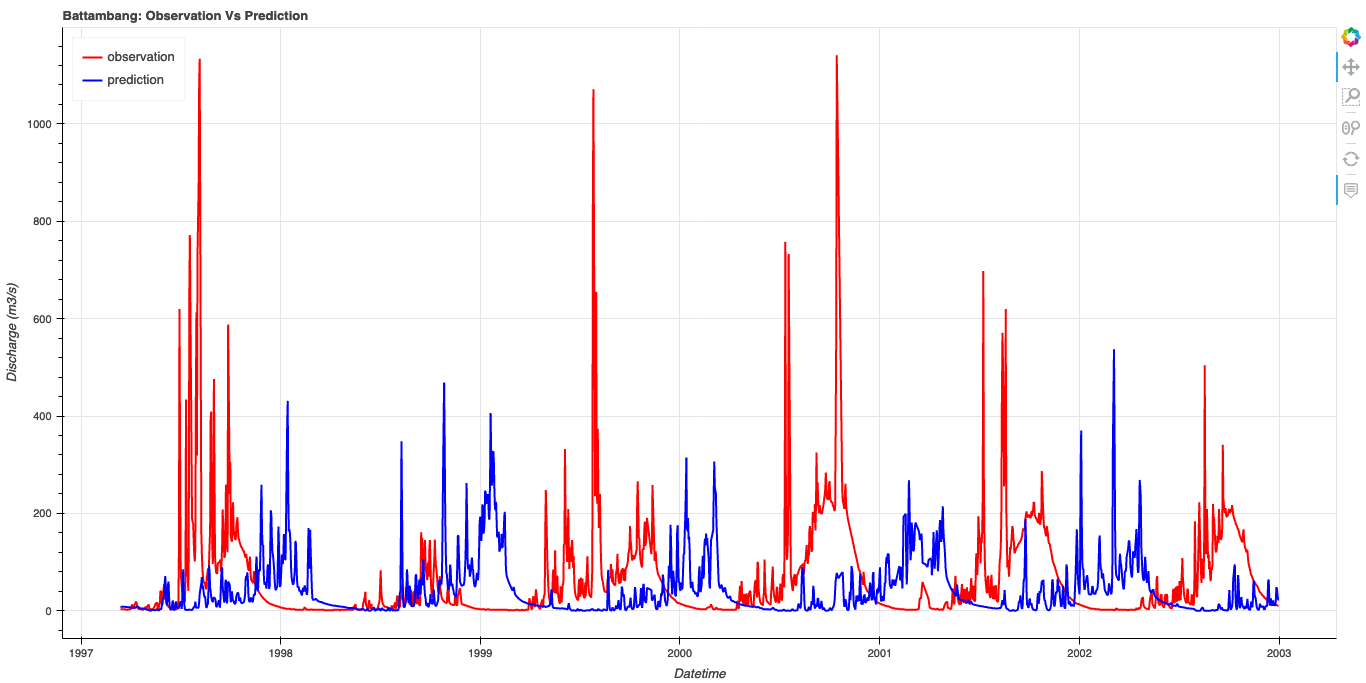 Battambang: Observation Vs Prediction
observation
prediction
1000
800
600
400
200
0
Discharge (m3/s)
1997 1998 1999 2000 2001 2002 2003
Datetime